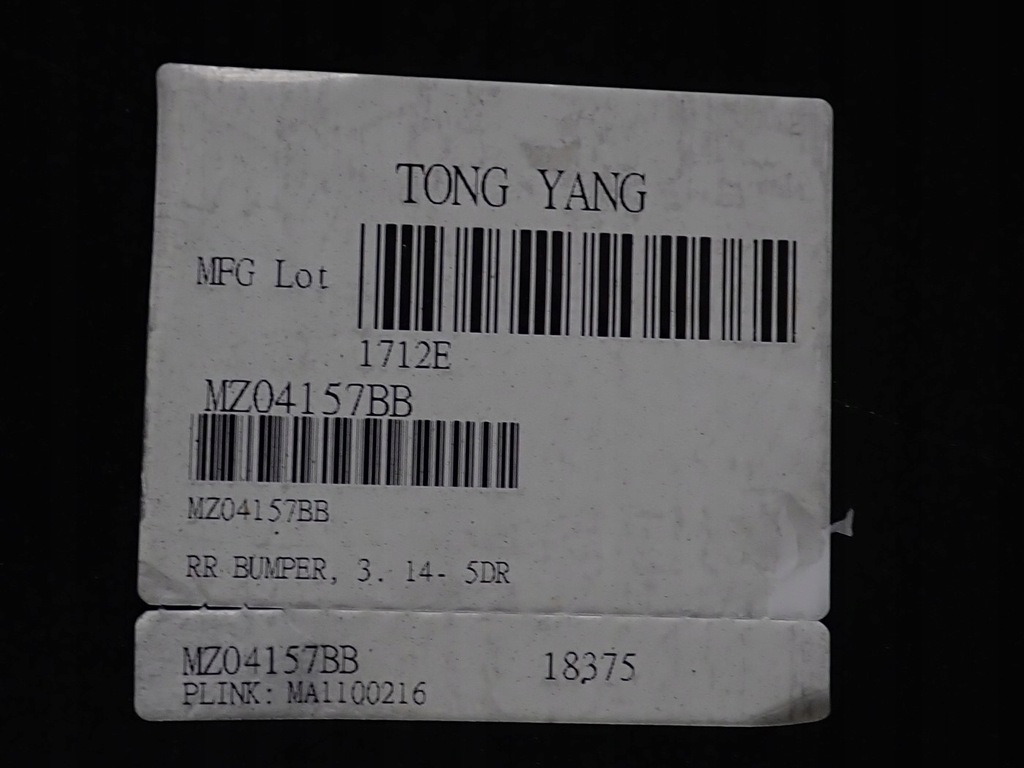 TONG YANG
MFG Lot
1712E
MZ04157BB
MZ04157BB
RR BUMPER, 3. 14- 5DR
MZ04157BB 18375
PLINK: MA1100216